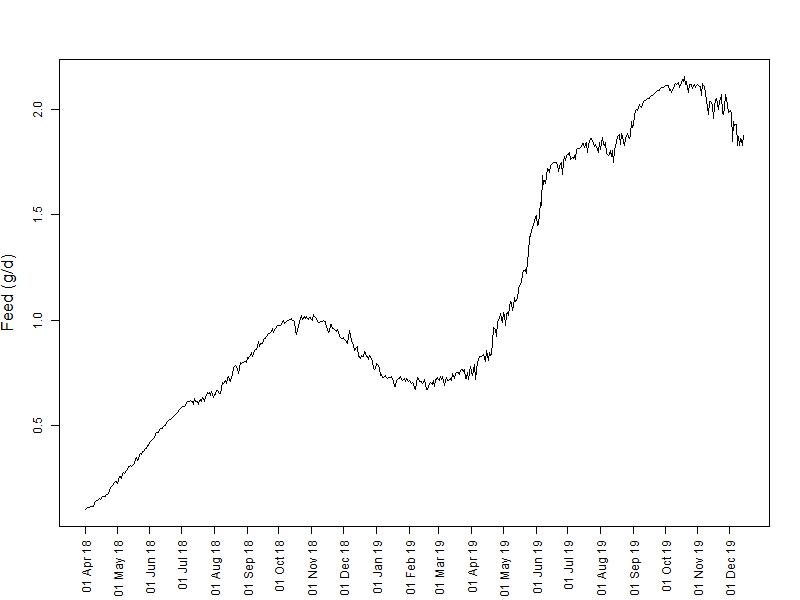 Feed (g/d)
2.0
1.5
1.0
0.5
01 Apr 18
01 May 18
01 Jun 18
01 Jul 18
01 Aug 18
01 Sep 18
01 Oct 18
01 Nov 18
01 Dec 18
01 Jan 19
01 Feb 19
01 Mar 19
01 Apr 19
01 May 19
01 Jun 19
01 Jul 19
01 Aug 19
01 Sep 19
01 Oct 19
01 Nov 19
01 Dec 19